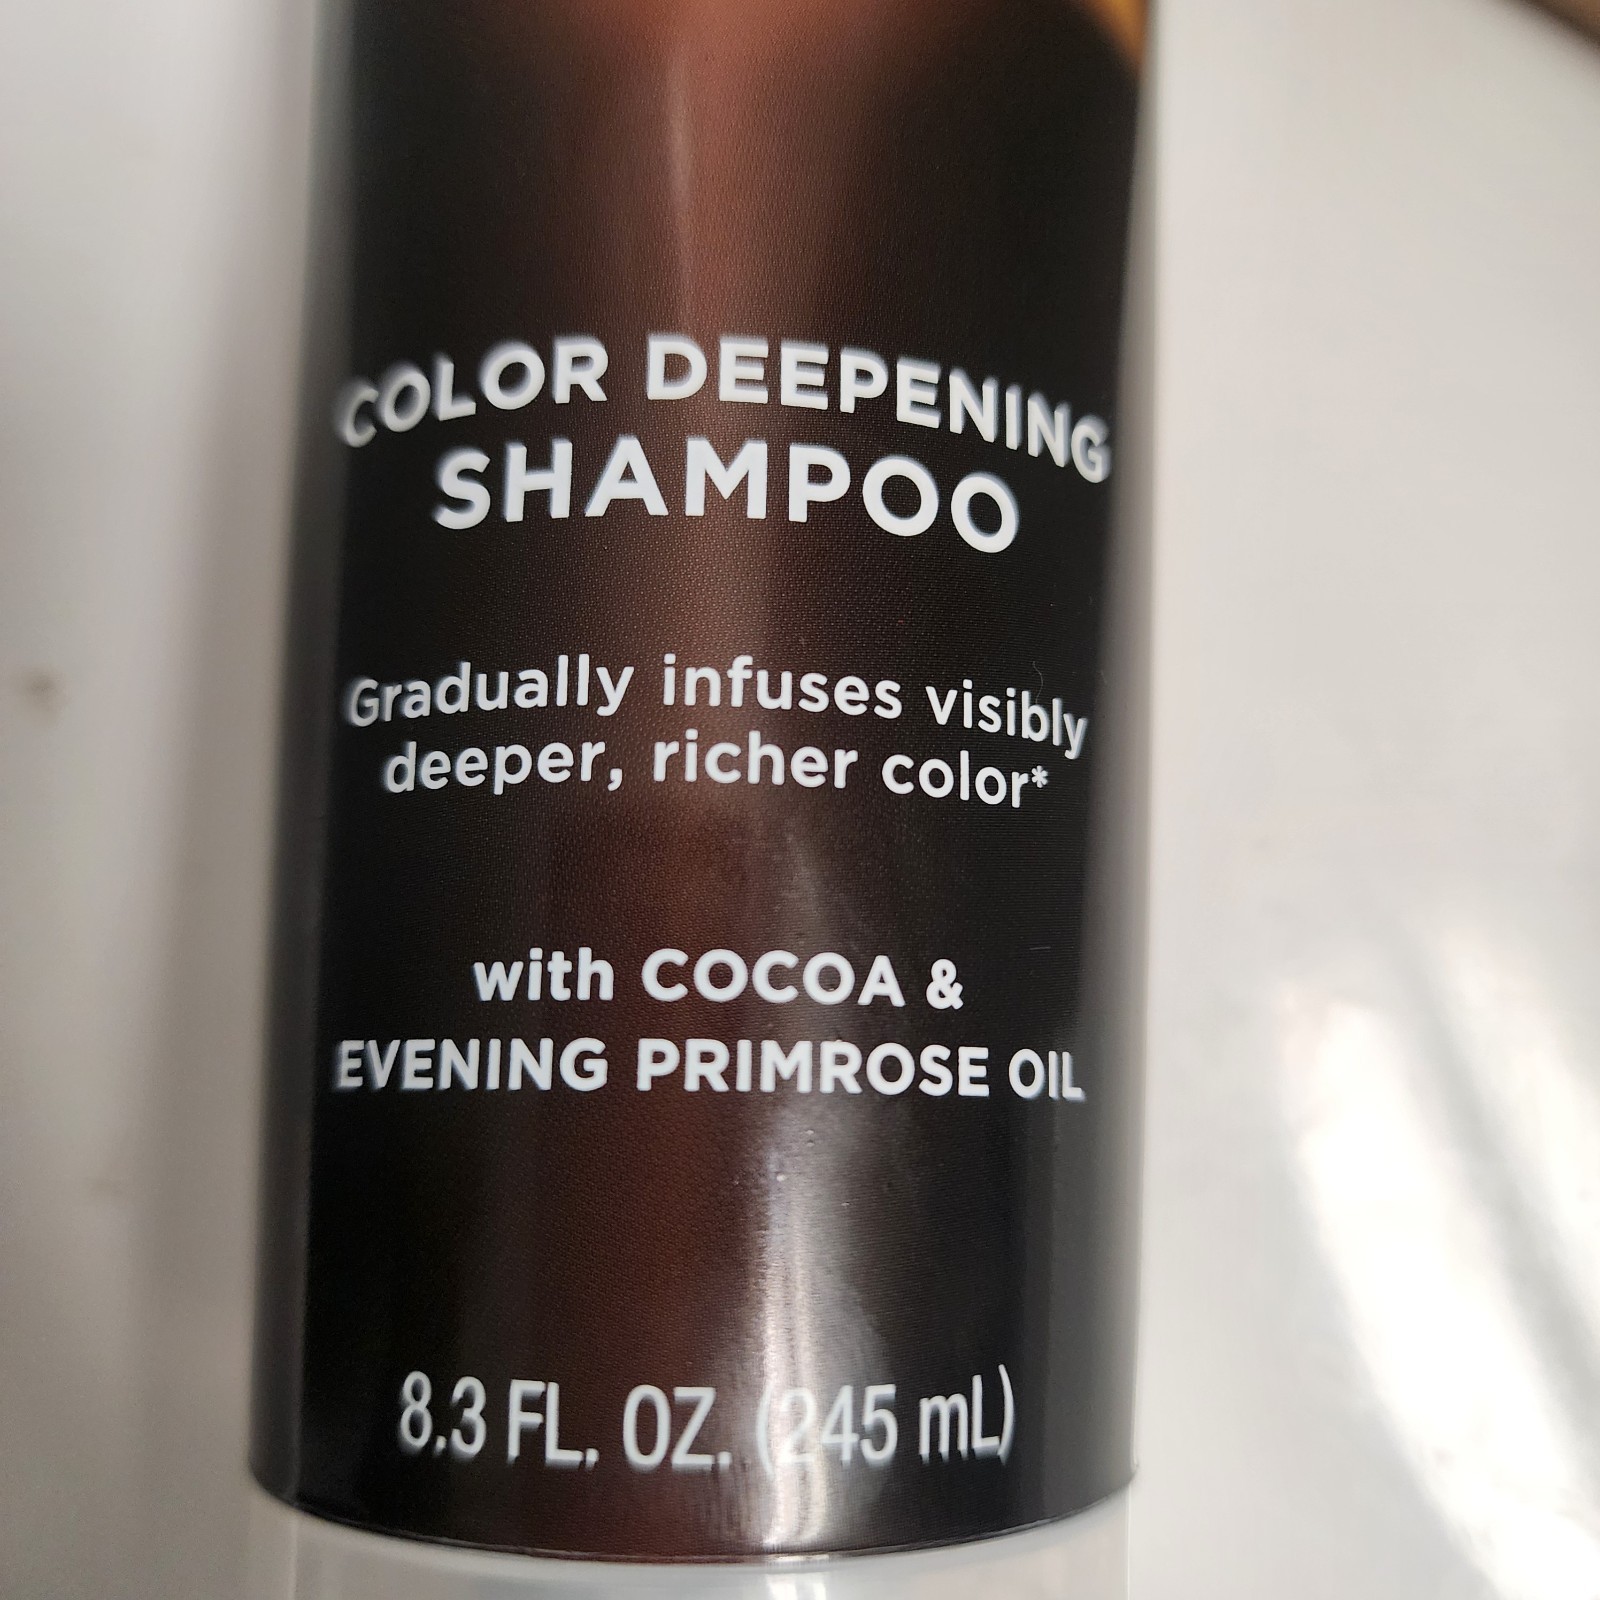 COLOR DEEPENING
SHAMPOO
Gradually infuses visibly
deeper, richer color*
with COCOA &
EVENING PRIMROSE OIL
8.3 FL. OZ. (245 mL)